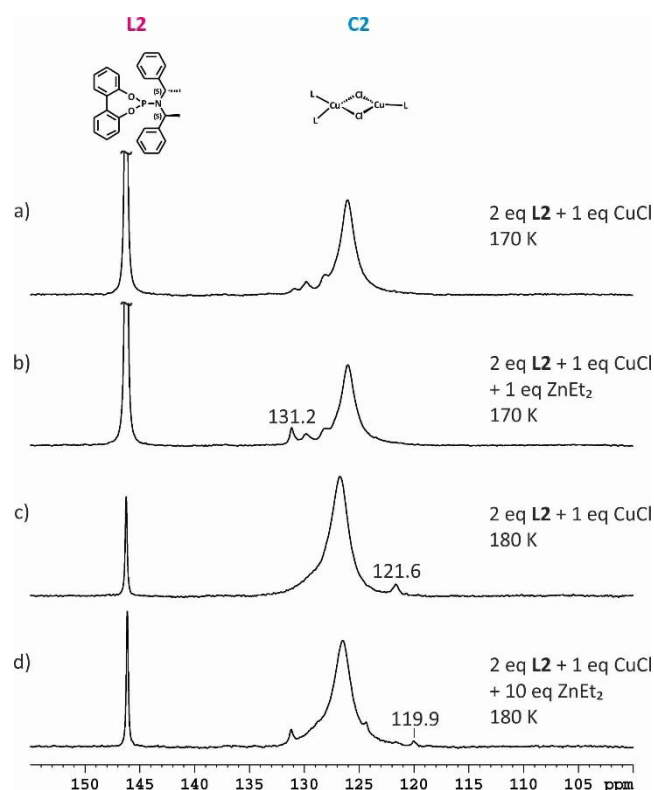 L2
C2
(S)
O
P
N
O
(S)
L
Cl
Cu
Cu
L
L
Cl
a)
2 eq L2 + 1 eq CuCl
170 K
b)
2 eq L2 + 1 eq CuCl
+ 1 eq ZnEt₂
170 K
131.2
c)
2 eq L2 + 1 eq CuCl
180 K
121.6
d)
2 eq L2 + 1 eq CuCl
+ 10 eq ZnEt₂
180 K
119.9
150 145 140 135 130 125 120 115 110 105 ppm